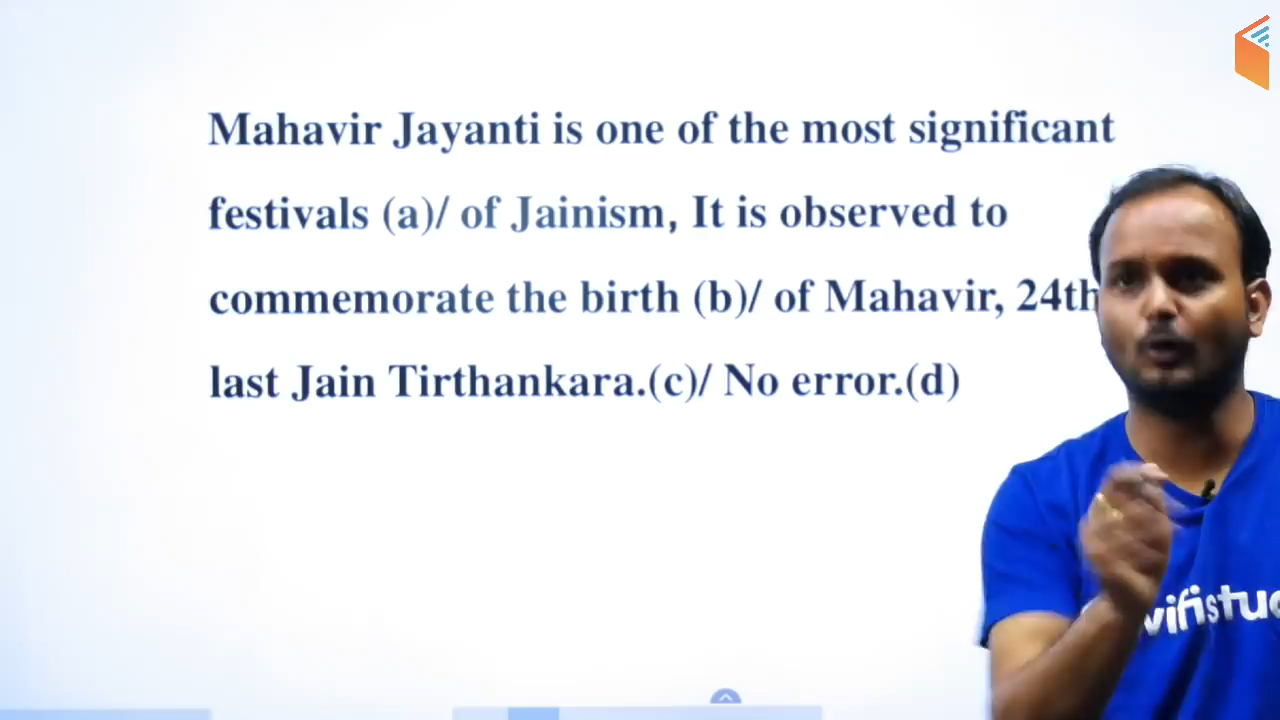 Mahavir Jayanti is one of the most significant
festivals (a)/ of Jainism, It is observed to
commemorate the birth (b)/ of Mahavir, 24th
last Jain Tirthankara.(c)/ No error.(d)
wifistud